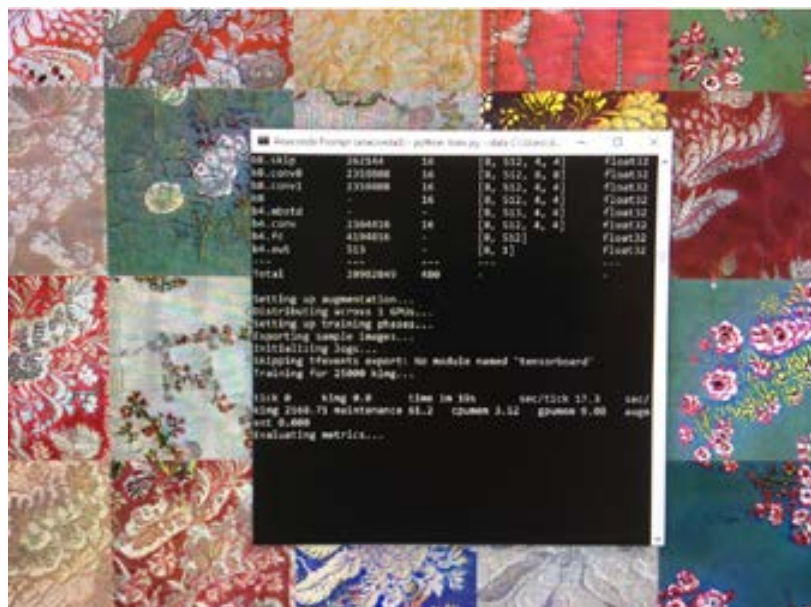 Anaconda Prompt (anaconda3) - python train.py --data C:\Users\
b8.skip 262144 16 [8, 512, 4, 4] float32
b8.conv0 2359808 16 [8, 512, 8, 8] float32
b8.conv1 2359808 16 [8, 512, 4, 4] float32
b8 - 16 [8, 512, 4, 4] float32
b4.mbstd - - [8, 513, 4, 4] float32
b4.conv 2364416 16 [8, 512, 4, 4] float32
b4.fc 4194816 - [8, 512] float32
b4.out 513 - [8, 1] float32
--- --- --- --- ---
Total 28982849 480 - -
Setting up augmentation...
Distributing across 1 GPUs...
Setting up training phases...
Exporting sample images...
Initializing logs...
Skipping tfevents export: No module named 'tensorboard'
Training for 25000 kimg...
tick 0 kimg 0.0 time 1m 18s sec/tick 17.3 sec/
kimg 2160.75 maintenance 61.2 cpumem 3.52 gpumem 9.08 augm
ent 0.000
Evaluating metrics...